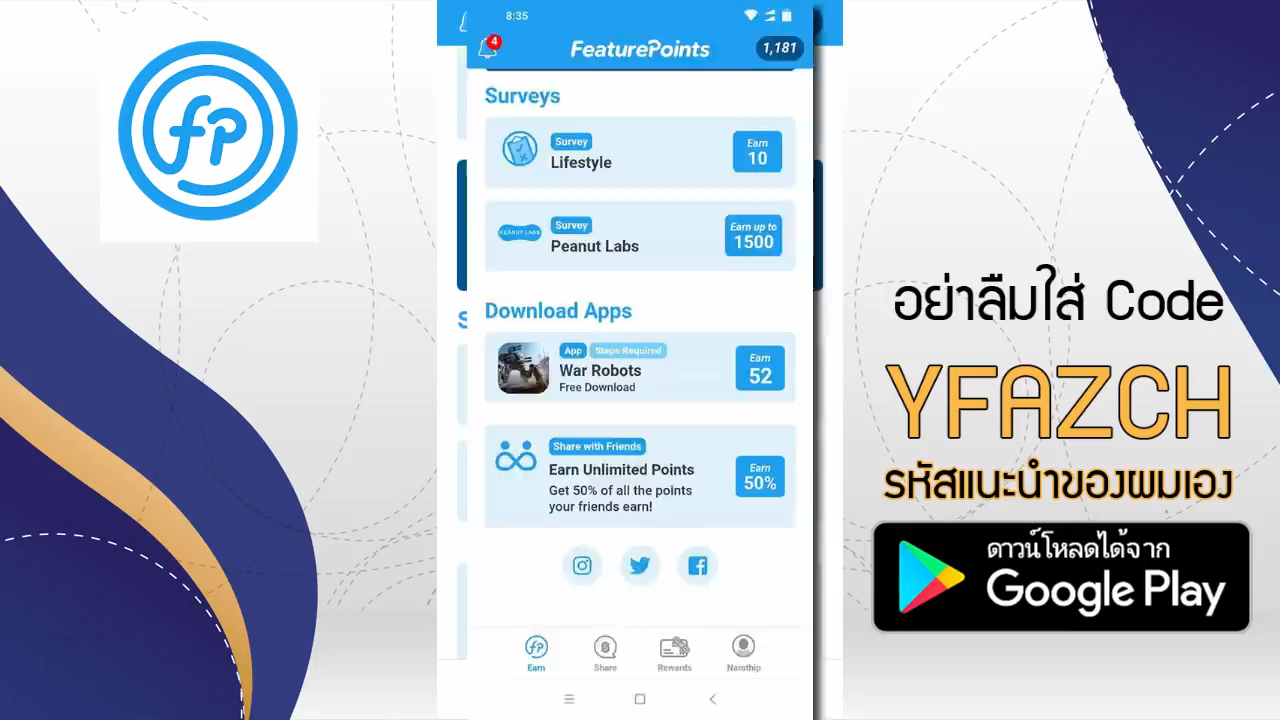 fp
8:35
4
FeaturePoints
1,181
Surveys
Survey
Lifestyle
Earn
10
PEANUT LABS
Survey
Peanut Labs
Earn up to
1500
Download Apps
App Steps Required
War Robots
Free Download
Earn
52
Share with Friends
Earn Unlimited Points
Get 50% of all the points
your friends earn!
Earn
50%
fp
Earn
Share
Rewards
Narathip
อย่าลืมใส่ Code
YFAZCH
รหัสแนะนำของผมเอง
ดาวน์โหลดได้จาก
Google Play